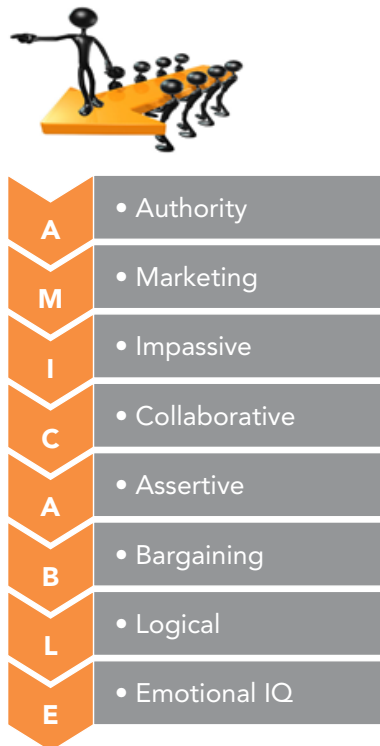 A • Authority
M • Marketing
I • Impassive
C • Collaborative
A • Assertive
B • Bargaining
L • Logical
E • Emotional IQ